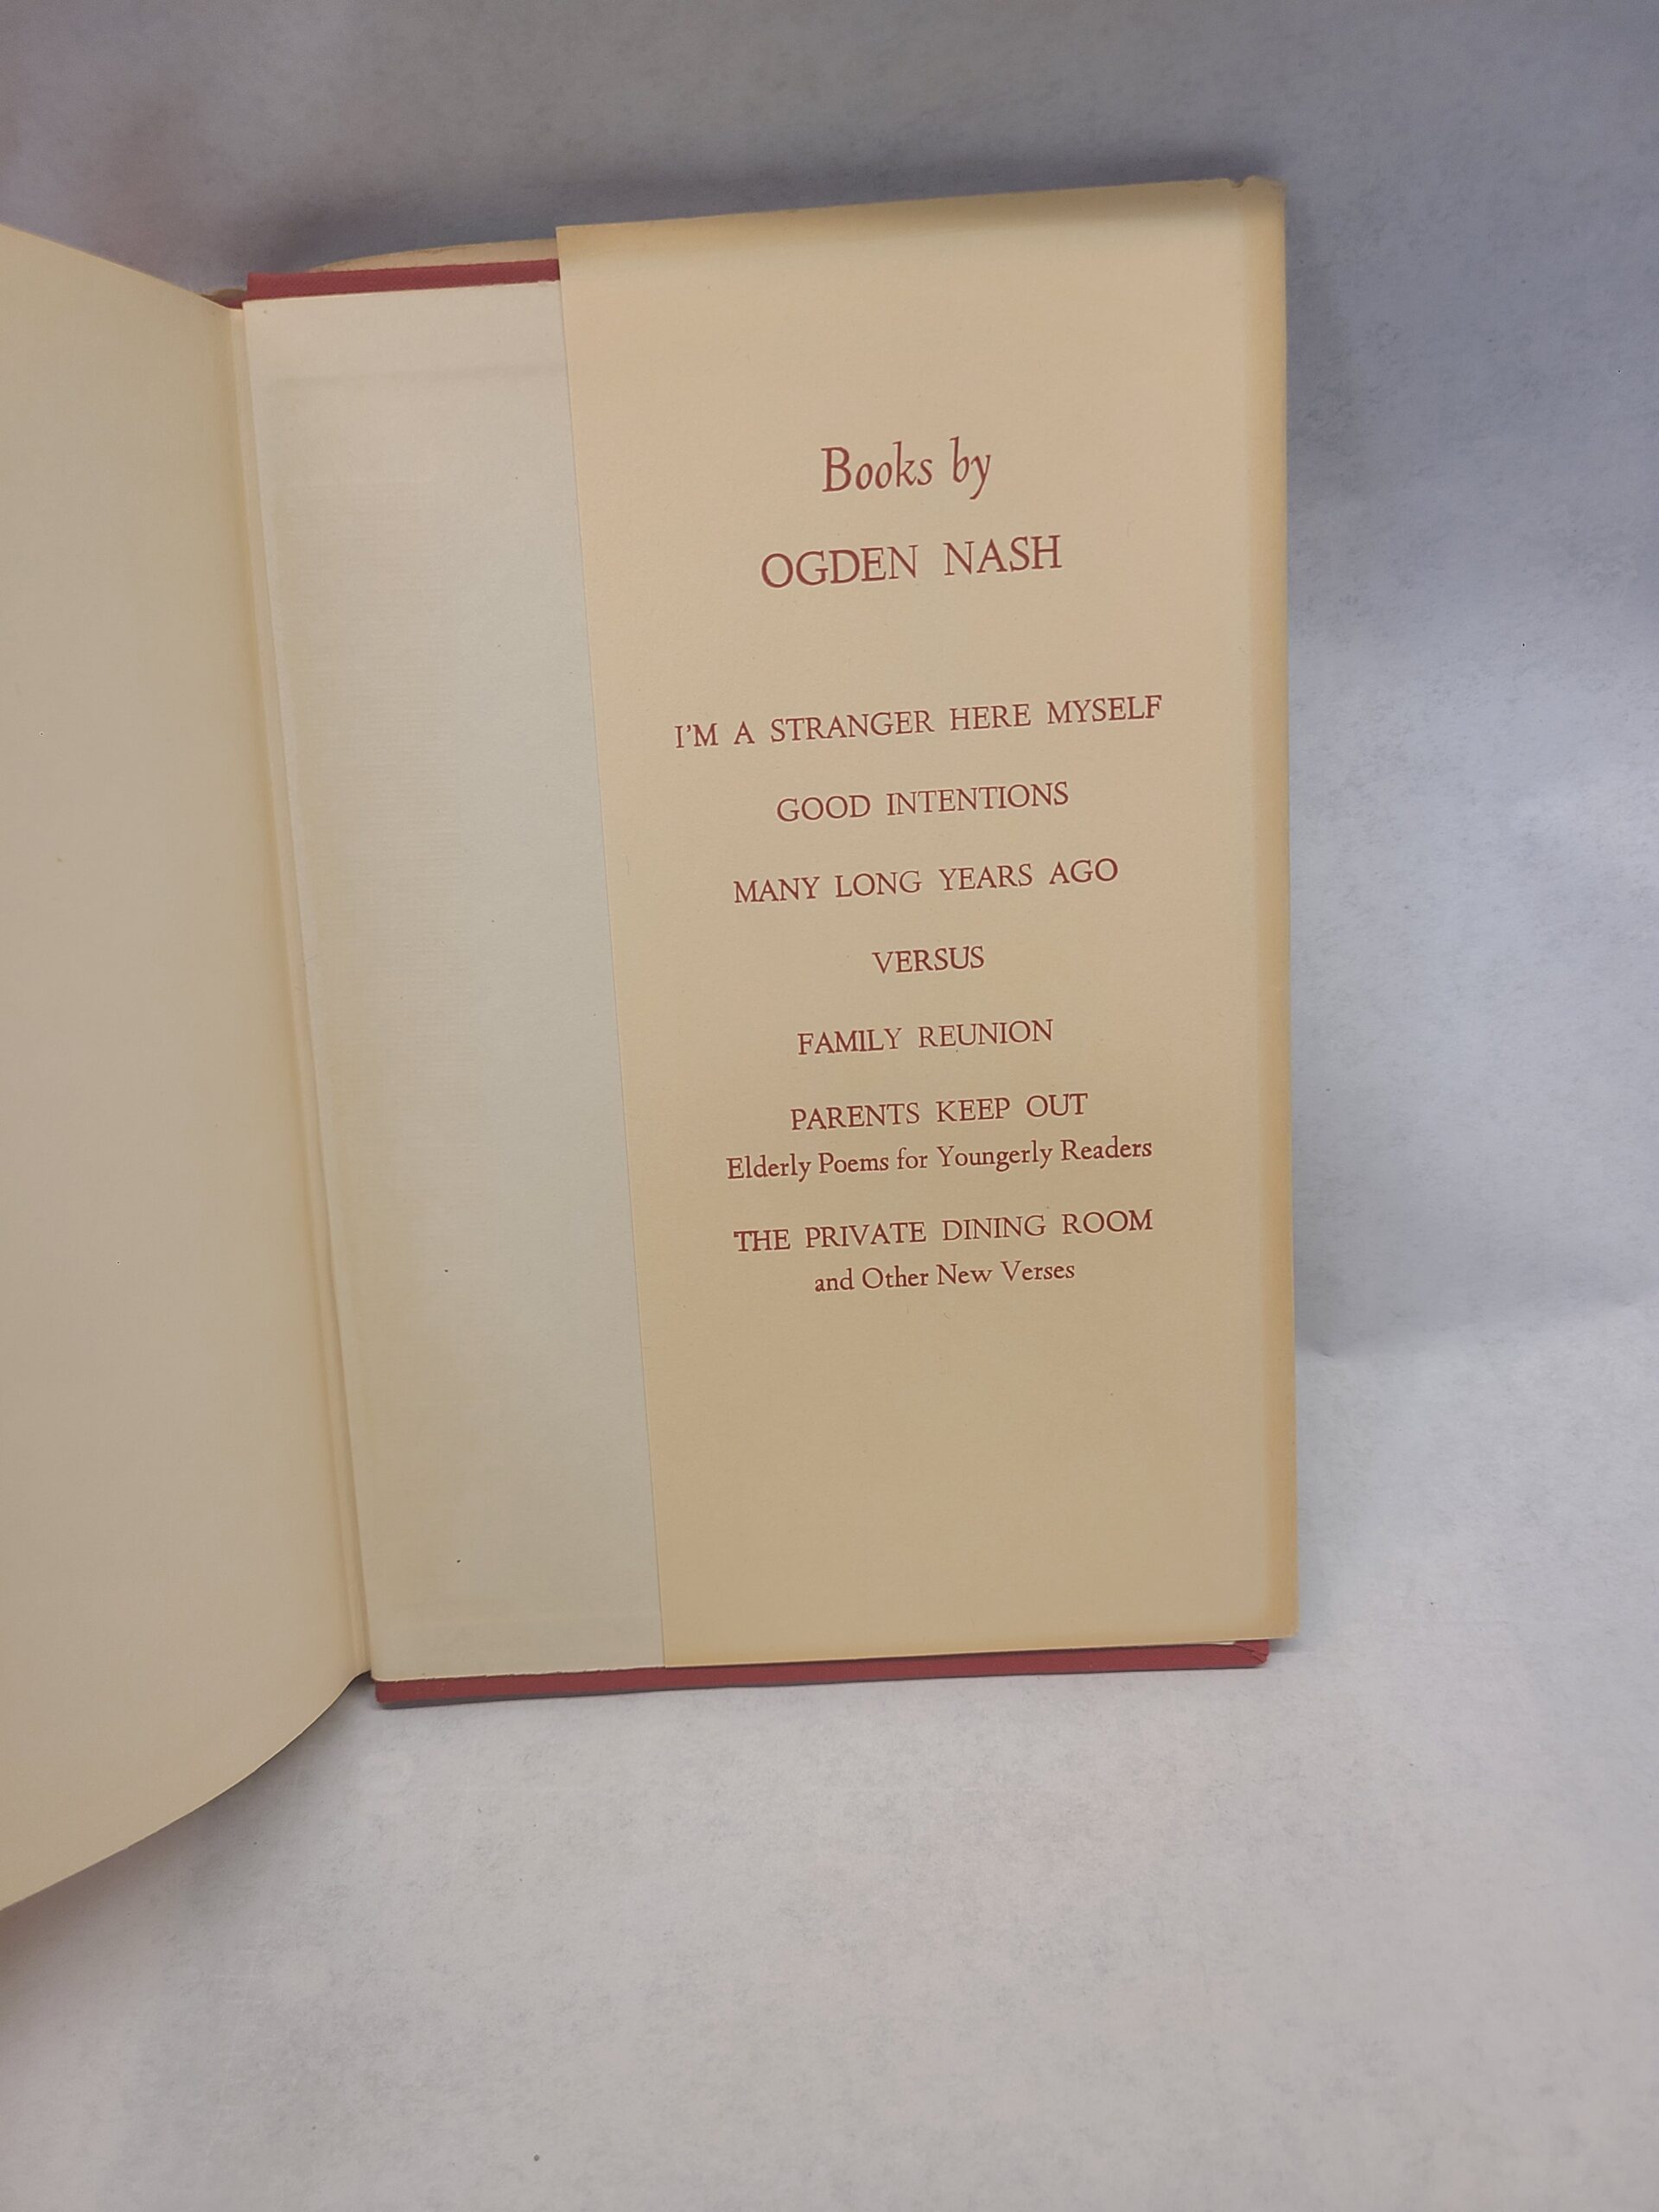 Books by
OGDEN NASH
I'M A STRANGER HERE MYSELF
GOOD INTENTIONS
MANY LONG YEARS AGO
VERSUS
FAMILY REUNION
PARENTS KEEP OUT
Elderly Poems for Youngerly Readers
THE PRIVATE DINING ROOM
and Other New Verses